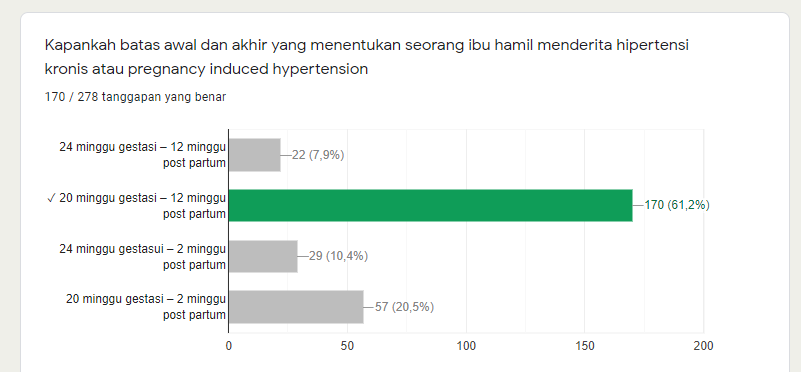 Kapankah batas awal dan akhir yang menentukan seorang ibu hamil menderita hipertensi
kronis atau pregnancy induced hypertension
170 / 278 tanggapan yang benar
24 minggu gestasi – 12 minggu
post partum
22 (7,9%)
✓ 20 minggu gestasi – 12 minggu
post partum
170 (61,2%)
24 minggu gestasui – 2 minggu
post partum
29 (10,4%)
20 minggu gestasi – 2 minggu
post partum
57 (20,5%)
0 50 100 150 200